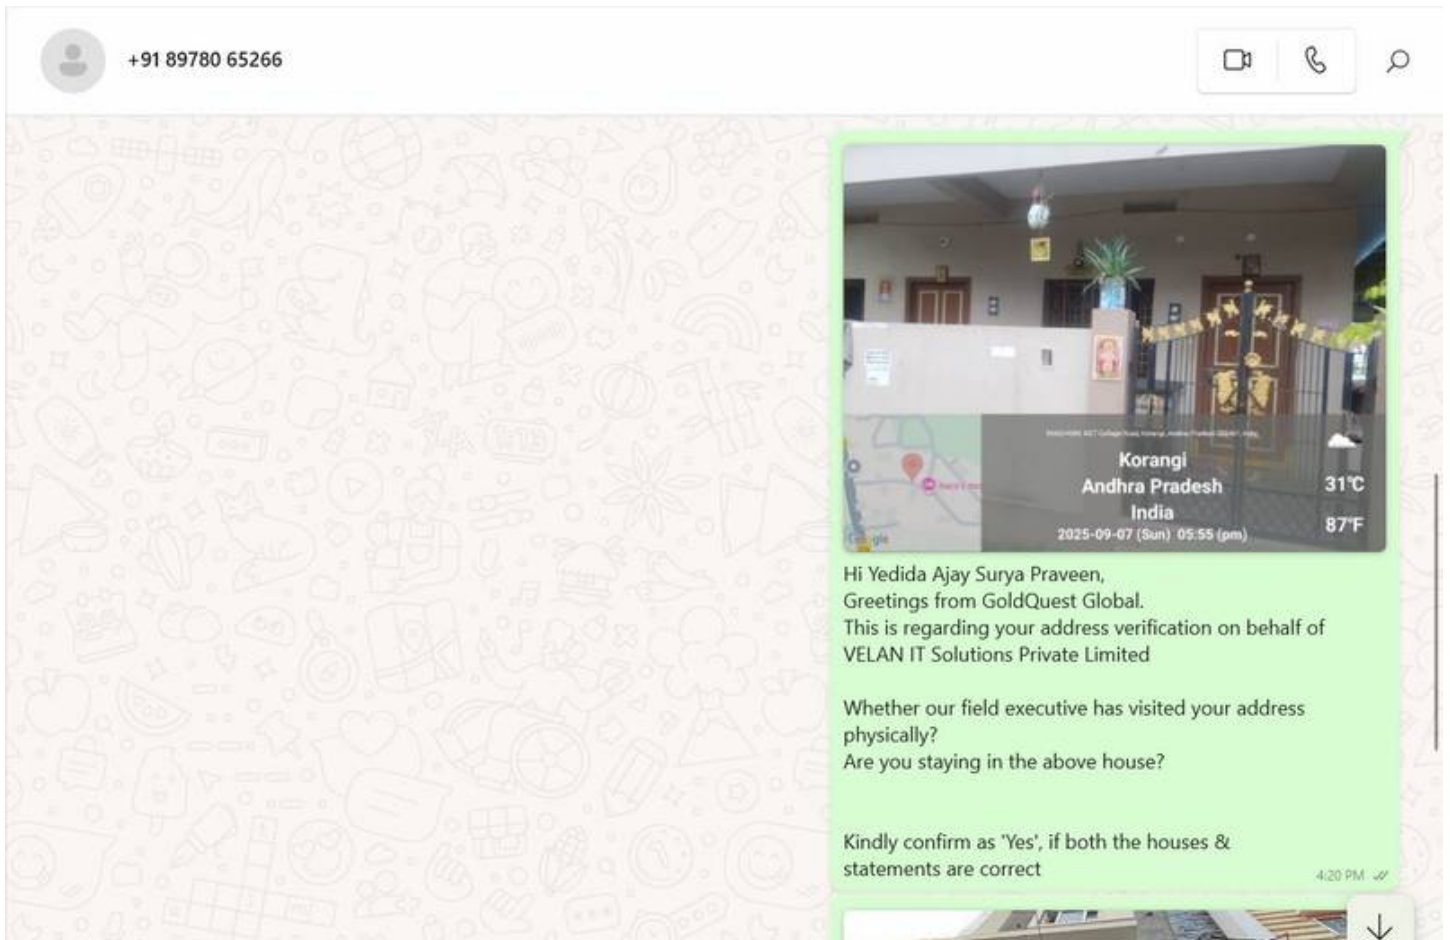 +91 89780 65266
Korangi
Andhra Pradesh
India
2025-09-07 (Sun) 05:55 (pm)
31°C
87°F
Hi Yedida Ajay Surya Praveen,
Greetings from GoldQuest Global.
This is regarding your address verification on behalf of
VELAN IT Solutions Private Limited
Whether our field executive has visited your address
physically?
Are you staying in the above house?
Kindly confirm as 'Yes', if both the houses &
statements are correct
4:20 PM